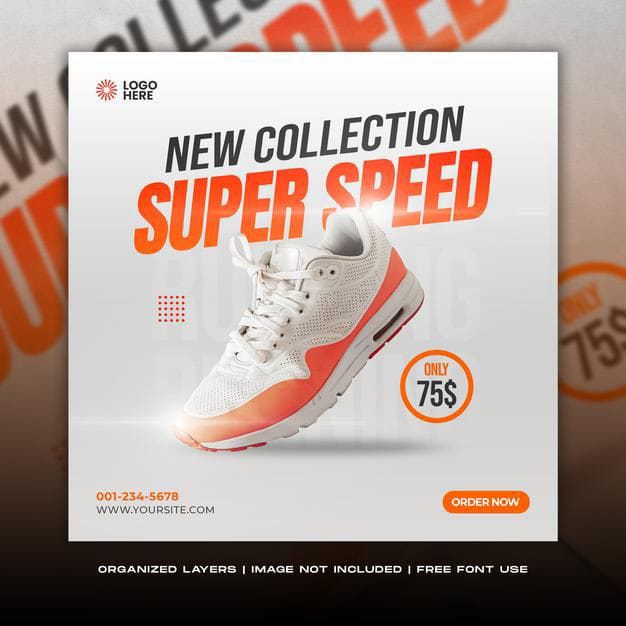 LOGO
HERE
NEW COLLECTION
SUPER SPEED
RUNNING
ONLY
75$
001-234-5678
WWW.YOURSITE.COM
ORDER NOW
ORGANIZED LAYERS | IMAGE NOT INCLUDED | FREE FONT USE